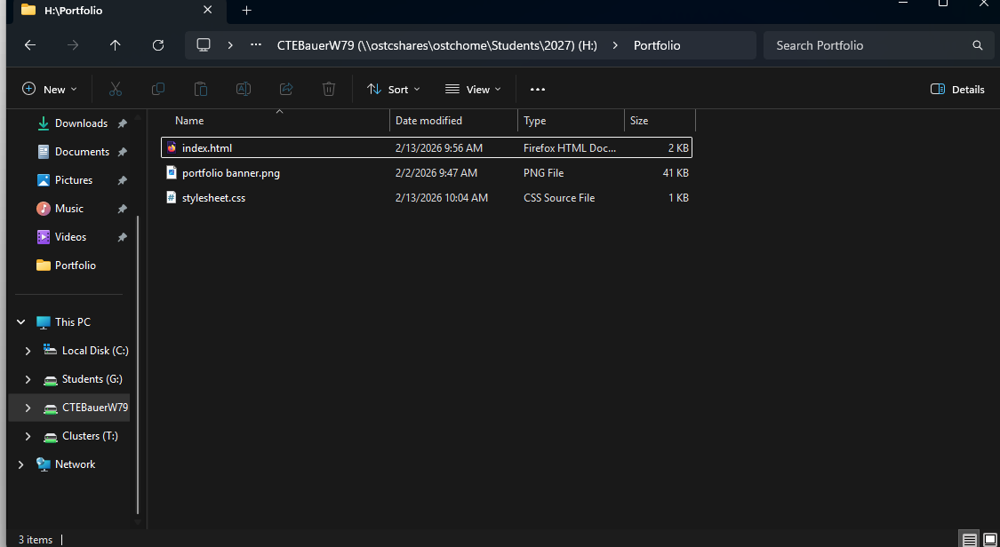 H:\Portfolio
CTEBauerW79 (\\ostcshares\ostchome\Students\2027) (H:) Portfolio
Search Portfolio
New Sort View Details
Name Date modified Type Size
index.html 2/13/2026 9:56 AM Firefox HTML Doc... 2 KB
portfolio banner.png 2/2/2026 9:47 AM PNG File 41 KB
stylesheet.css 2/13/2026 10:04 AM CSS Source File 1 KB
Downloads
Documents
Pictures
Music
Videos
Portfolio
This PC
Local Disk (C:)
Students (G:)
CTEBauerW79
Clusters (T:)
Network
3 items